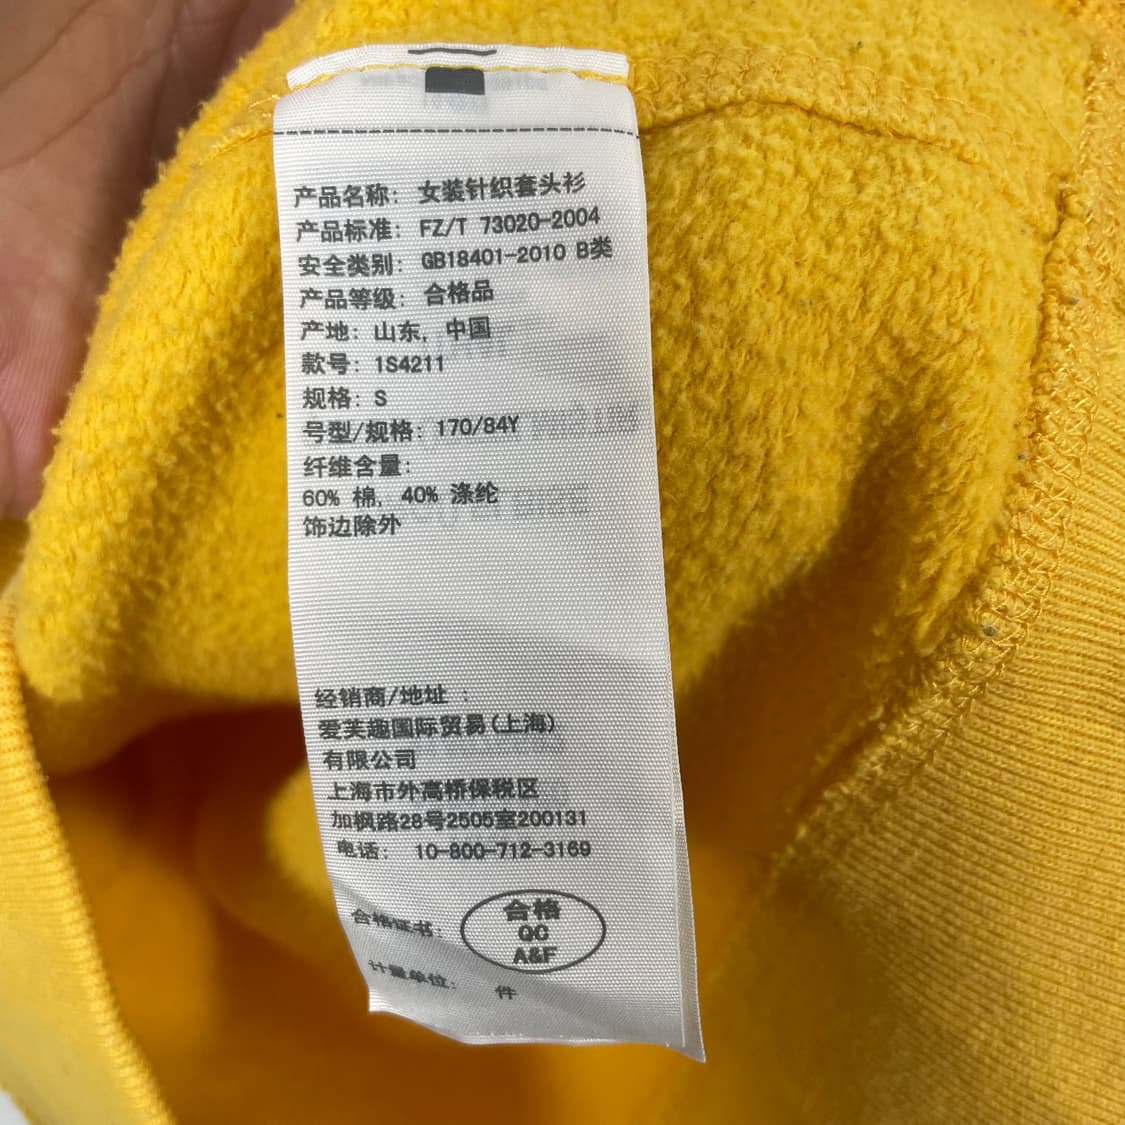 产品名称: 女装针织套头衫
产品标准: FZ/T 73020-2004
安全类别: GB18401-2010 B类
产品等级: 合格品
产地: 山东, 中国
款号: 1S4211
规格: S
号型/规格: 170/84Y
纤维含量:
60% 棉, 40% 涤纶
饰边除外
经销商/地址 :
爱芙趣国际贸易(上海)
有限公司
上海市外高桥保税区
加枫路28号2505室200131
电话: 10-800-712-3169
合格证书: 合格
QC
A&F
计量单位: 件